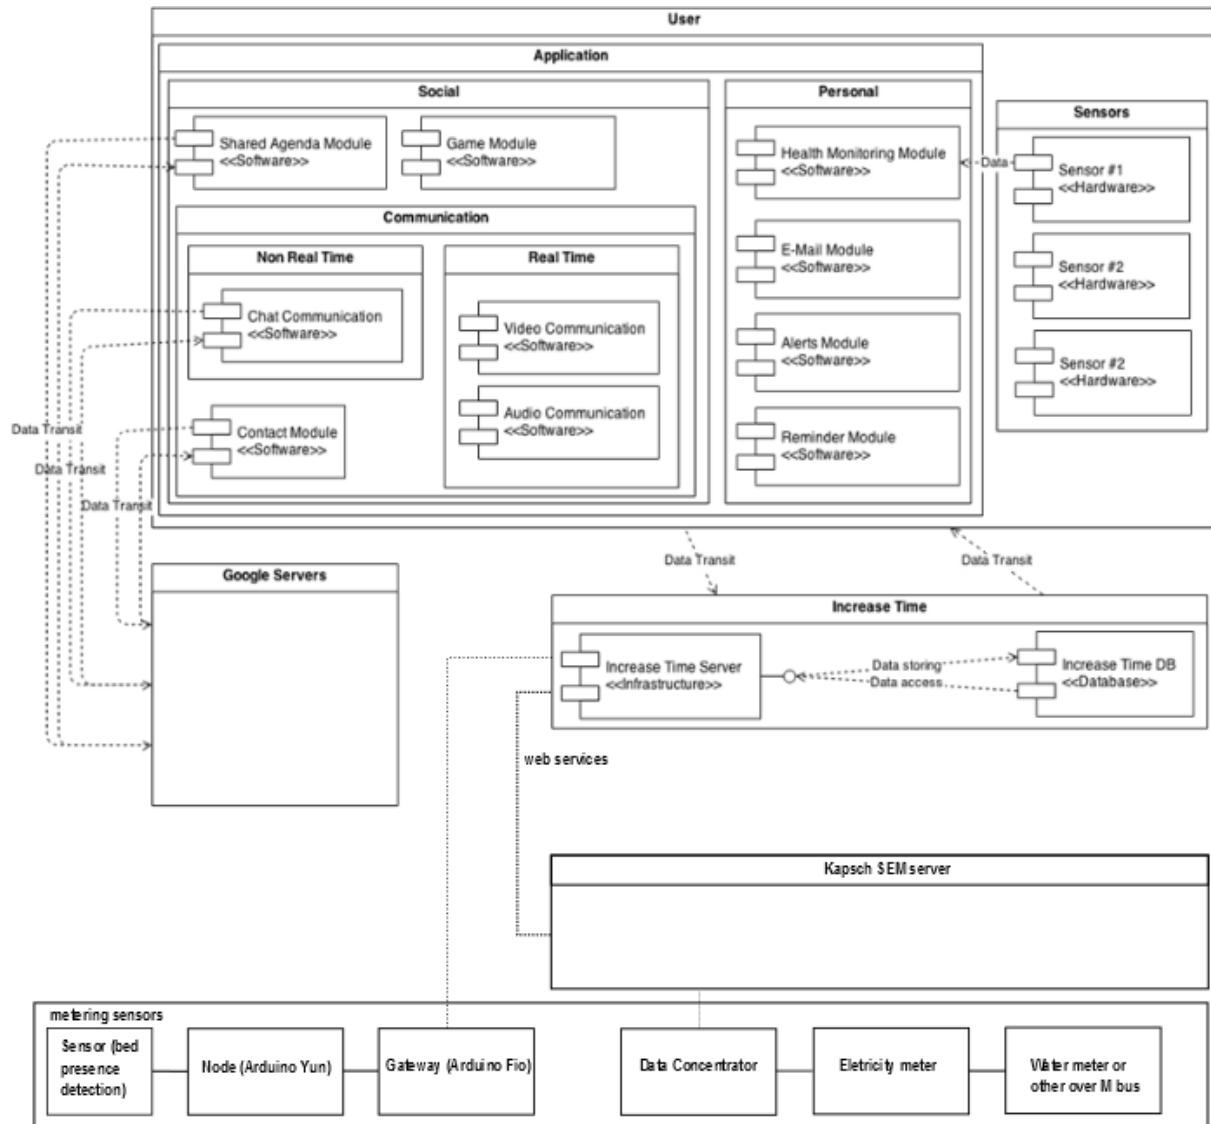 User
Application
Social
Personal
Sensors
Shared Agenda Module
<<Software>>
Game Module
<<Software>>
Health Monitoring Module
<<Software>>
Data
Sensor #1
<<Hardware>>
Communication
Non Real Time
Real Time
E-Mail Module
<<Software>>
Sensor #2
<<Hardware>>
Chat Communication
<<Software>>
Video Communication
<<Software>>
Alerts Module
<<Software>>
Sensor #2
<<Hardware>>
Contact Module
<<Software>>
Audio Communication
<<Software>>
Reminder Module
<<Software>>
Data Transit
Data Transit
Data Transit
Data Transit
Data Transit
Google Servers
Increase Time
Increase Time Server
<<Infrastructure>>
Data storing
Data access
Increase Time DB
<<Database>>
web services
Kapsch SEM server
metering sensors
Sensor (bed
presence
detection)
Node (Arduino Yun)
Gateway (Arduino Fio)
Data Concentrator
Eletricity meter
Water meter or
other over M bus